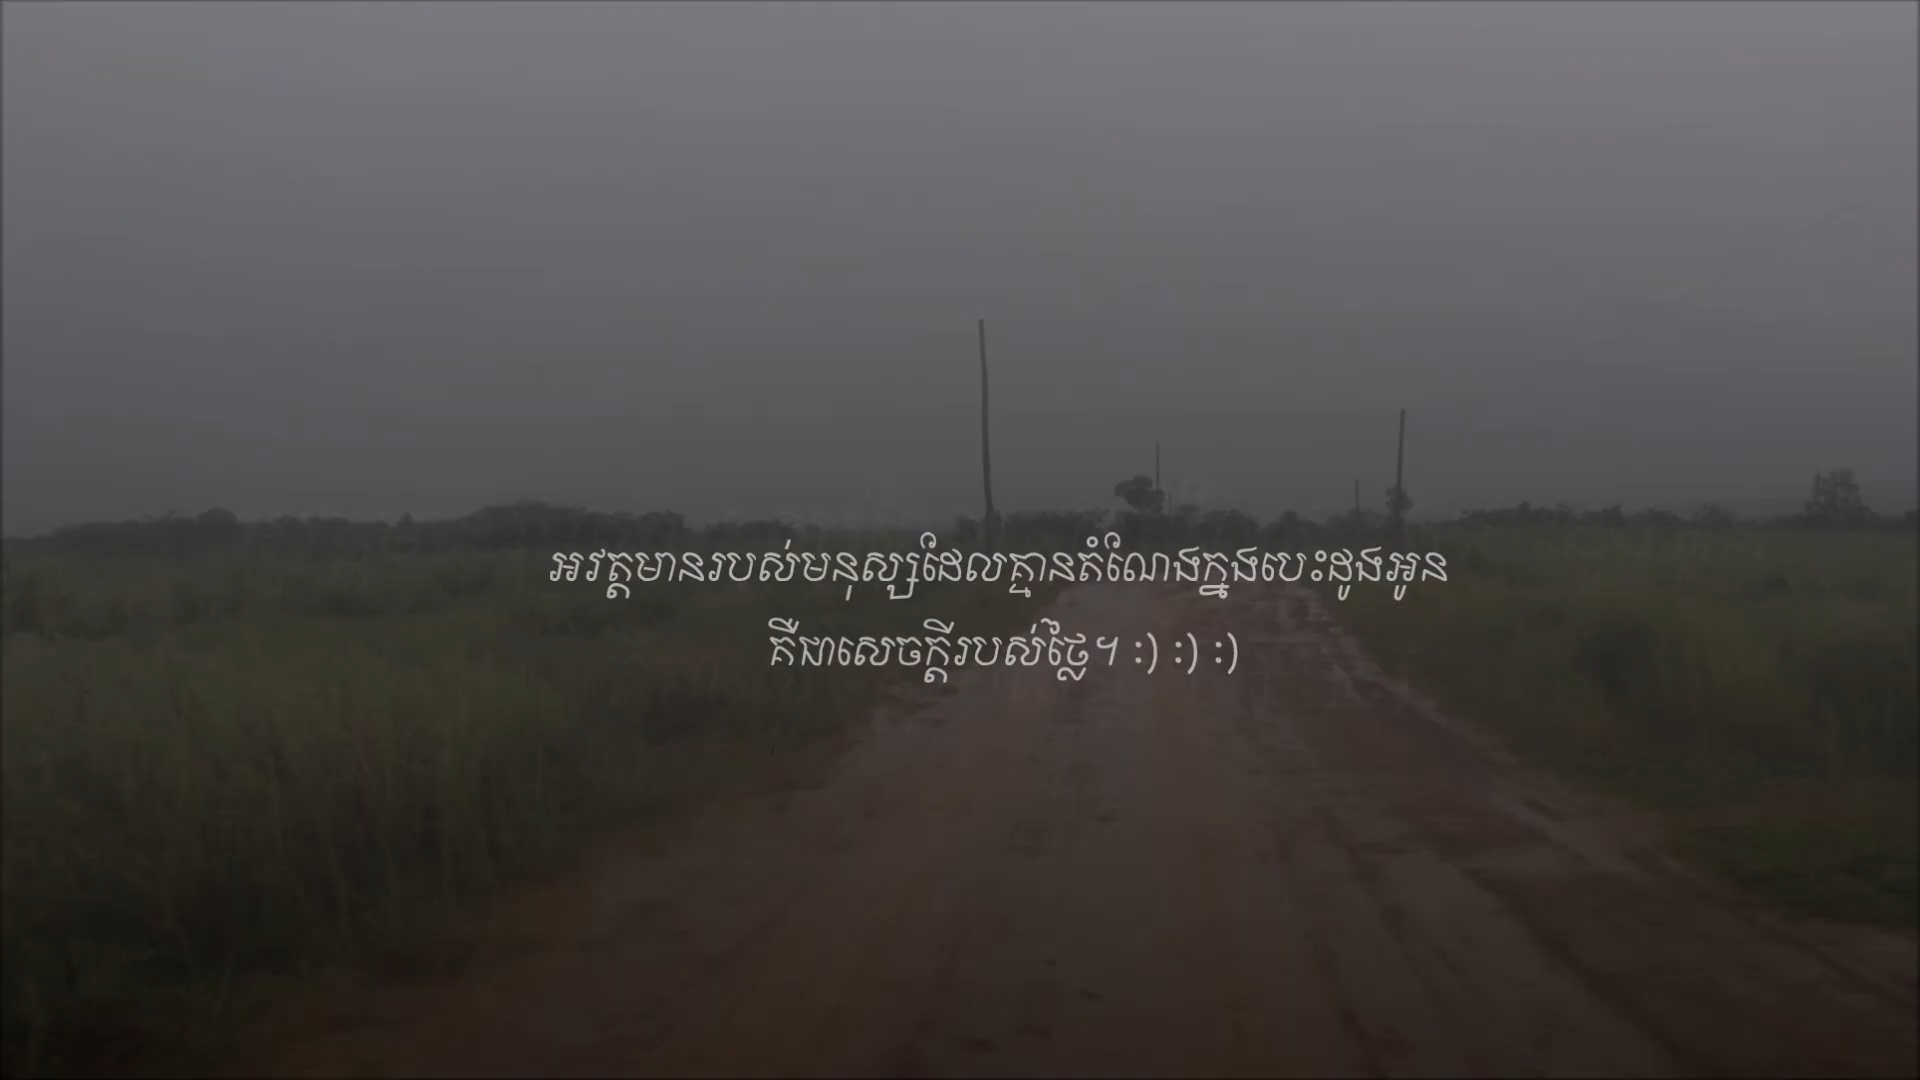 អវត្តមានរបស់មនុស្សដែលគ្មានតំណែងក្នុងបេះដូងអូន
គឺជាសេចក្តីរបស់ថ្លៃ។ :) :) :)